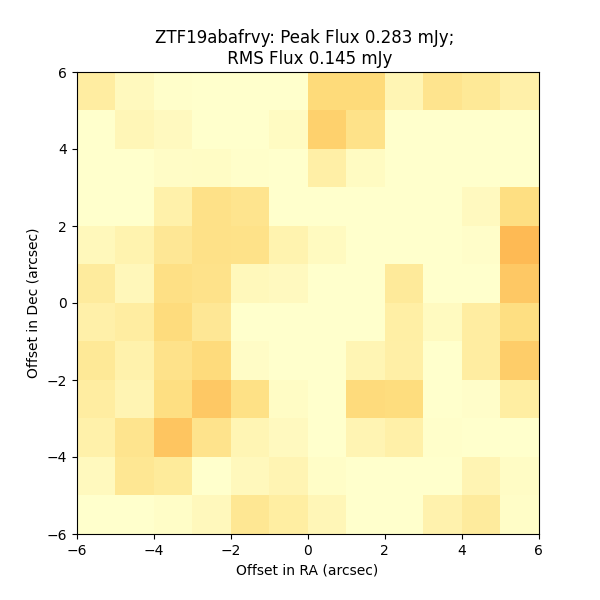 ZTF19abafrvy: Peak Flux 0.283 mJy;
RMS Flux 0.145 mJy
6
4
2
0
−2
−4
−6
Offset in Dec (arcsec)
−6 −4 −2 0 2 4 6
Offset in RA (arcsec)